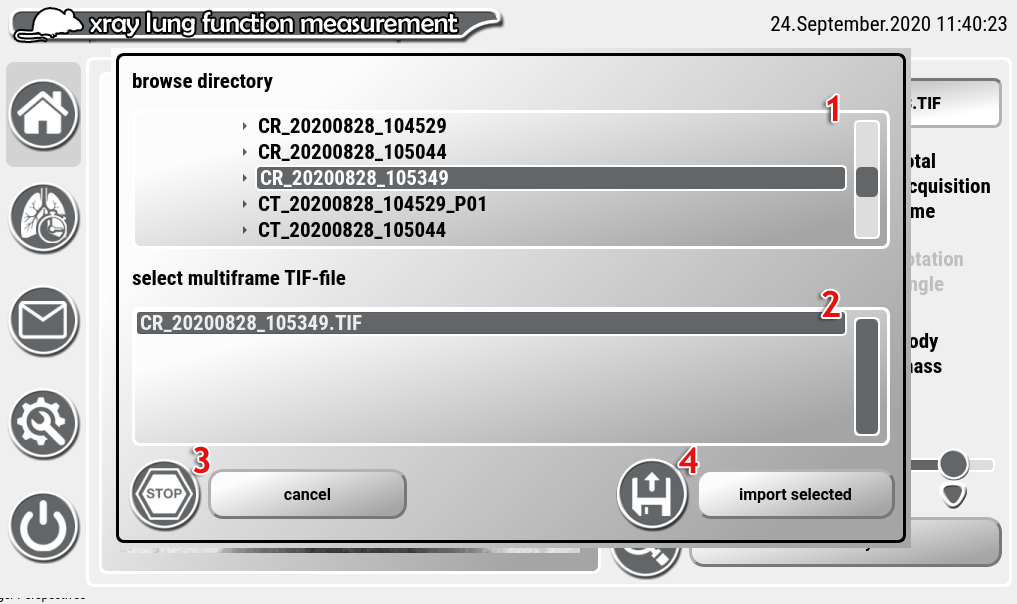 xray lung function measurement
24.September.2020 11:40:23
browse directory
1
.TIF
CR_20200828_104529
CR_20200828_105044
CR_20200828_105349
CT_20200828_104529_P01
CT_20200828_105044
otal
cquisition
me
otation
ngle
select multiframe TIF-file
2
CR_20200828_105349.TIF
ody
ass
3
4
STOP
cancel
import selected